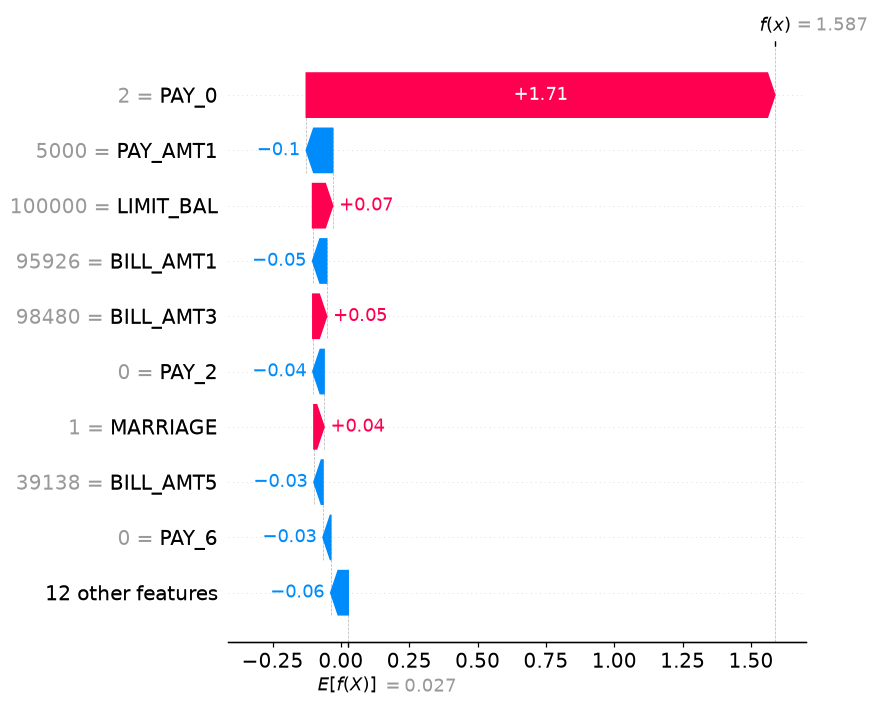 f(x) = 1.587
2 = PAY_0 +1.71
5000 = PAY_AMT1 −0.1
100000 = LIMIT_BAL +0.07
95926 = BILL_AMT1 −0.05
98480 = BILL_AMT3 +0.05
0 = PAY_2 −0.04
1 = MARRIAGE +0.04
39138 = BILL_AMT5 −0.03
0 = PAY_6 −0.03
12 other features −0.06
−0.25 0.00 0.25 0.50 0.75 1.00 1.25 1.50
E[f(X)] = 0.027